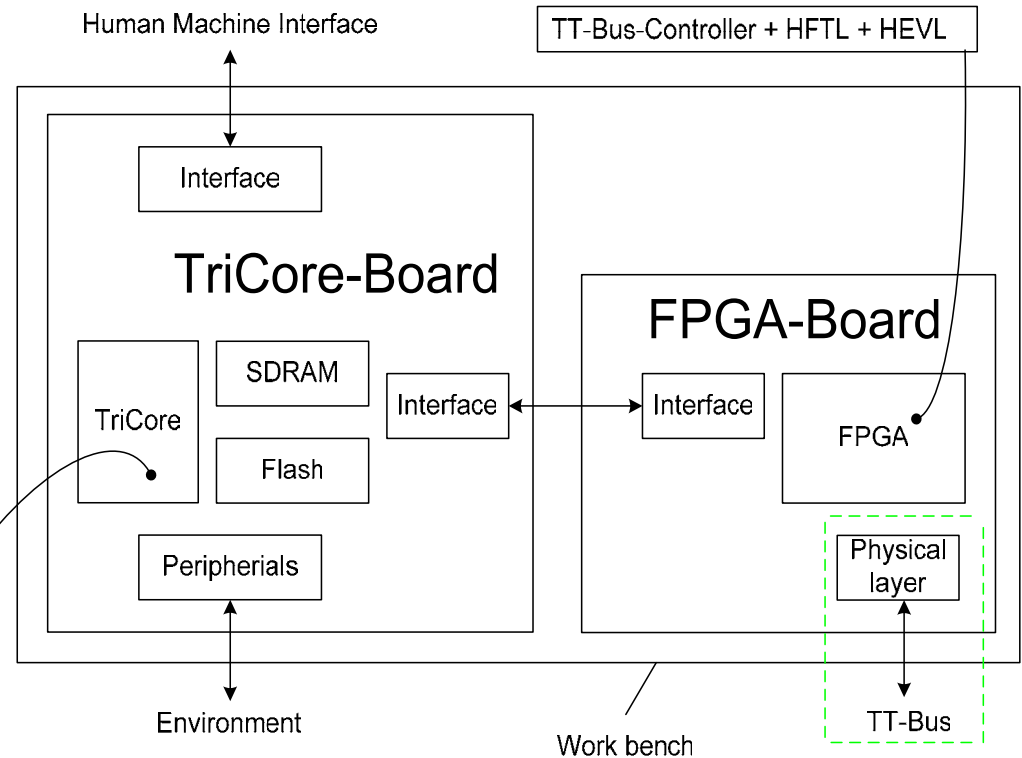 Human Machine Interface
TT-Bus-Controller + HFTL + HEVL
Interface
TriCore-Board
FPGA-Board
SDRAM
Interface
Interface
TriCore
FPGA
Flash
Peripherials
Physical
layer
Environment
TT-Bus
Work bench